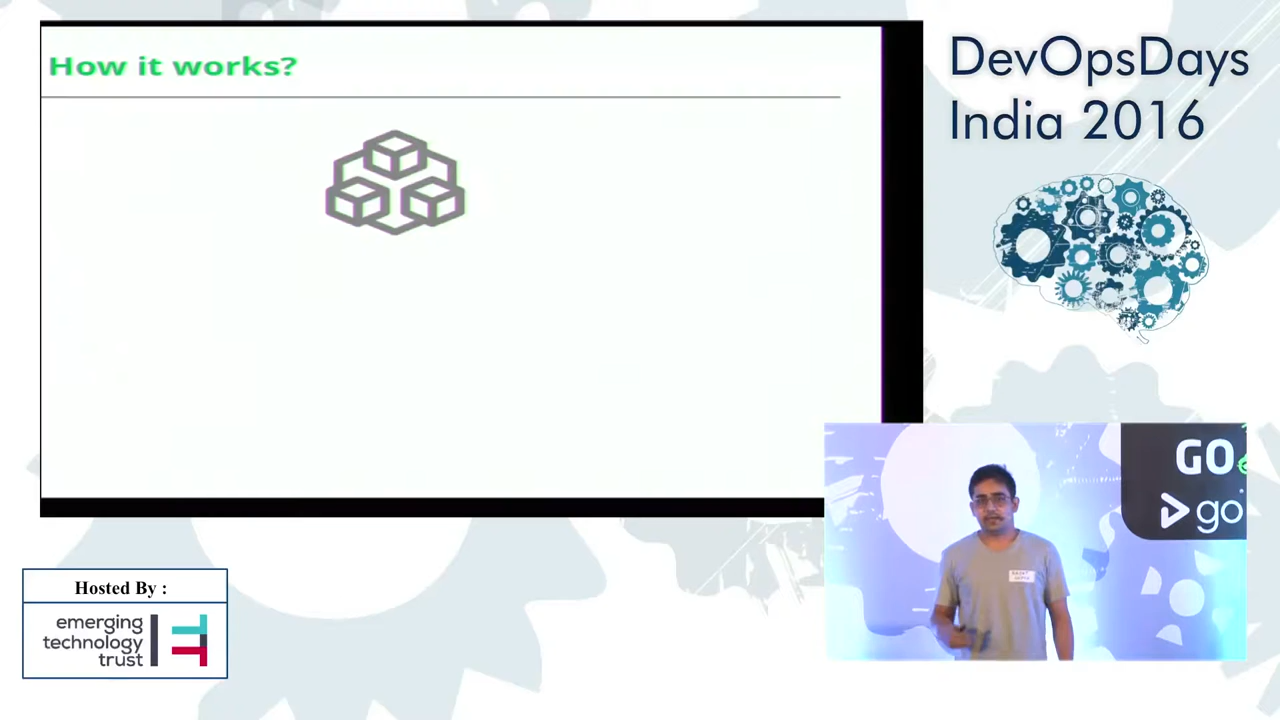 How it works?
DevOpsDays
India 2016
GO
go
Hosted By :
emerging
technology
trust